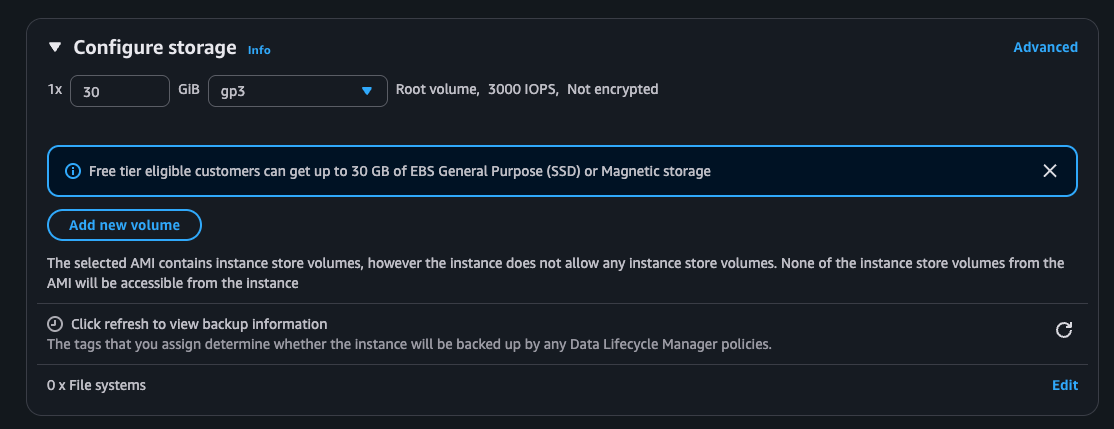 Configure storage Info Advanced
1x 30 GiB gp3 Root volume, 3000 IOPS, Not encrypted
Free tier eligible customers can get up to 30 GB of EBS General Purpose (SSD) or Magnetic storage
Add new volume
The selected AMI contains instance store volumes, however the instance does not allow any instance store volumes. None of the instance store volumes from the
AMI will be accessible from the instance
Click refresh to view backup information
The tags that you assign determine whether the instance will be backed up by any Data Lifecycle Manager policies.
0 x File systems Edit